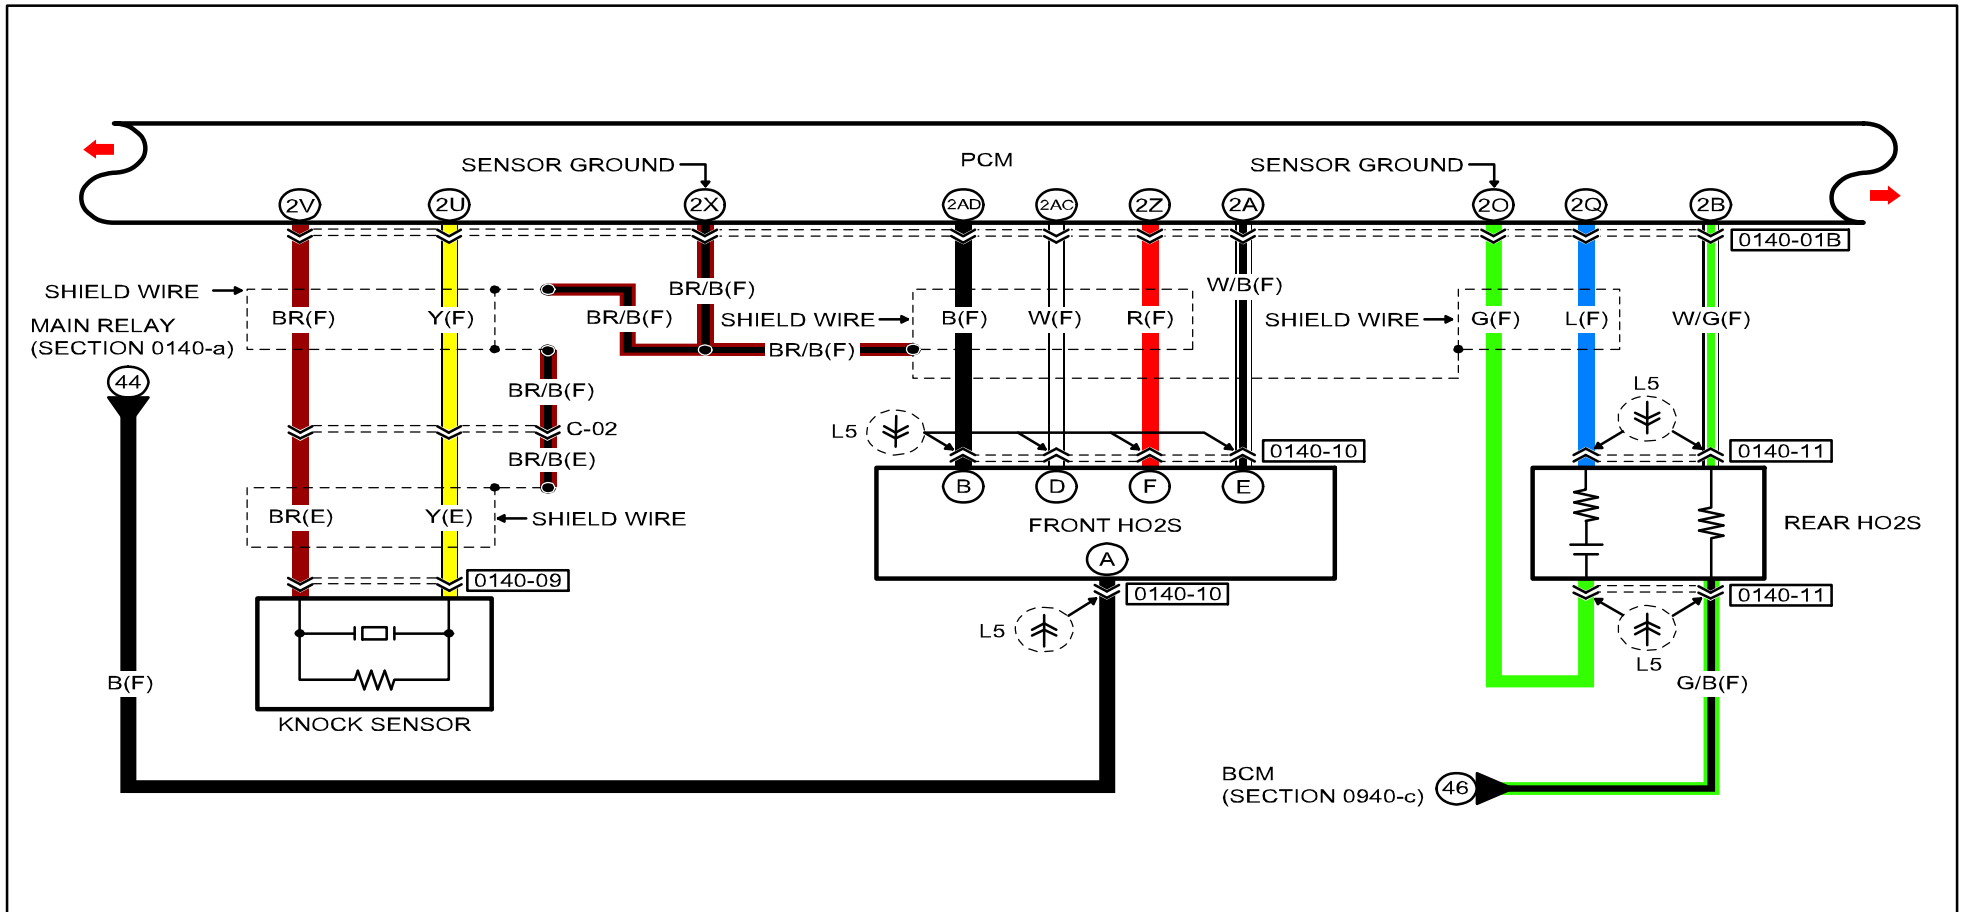 SENSOR GROUND
PCM
SENSOR GROUND
2V
2U
2X
2AD
2AC
2Z
2A
2O
2Q
2B
0140-01B
SHIELD WIRE
MAIN RELAY
(SECTION 0140-a)
44
BR(F)
Y(F)
BR/B(F)
BR/B(F)
BR/B(F)
SHIELD WIRE
B(F)
W(F)
R(F)
W/B(F)
SHIELD WIRE
G(F)
L(F)
W/G(F)
BR/B(F)
C-02
BR/B(E)
L5
0140-10
L5
0140-11
BR(E)
Y(E)
SHIELD WIRE
B
D
F
E
FRONT HO2S
A
REAR HO2S
0140-09
0140-10
0140-11
L5
L5
B(F)
KNOCK SENSOR
G/B(F)
BCM
(SECTION 0940-c)
46